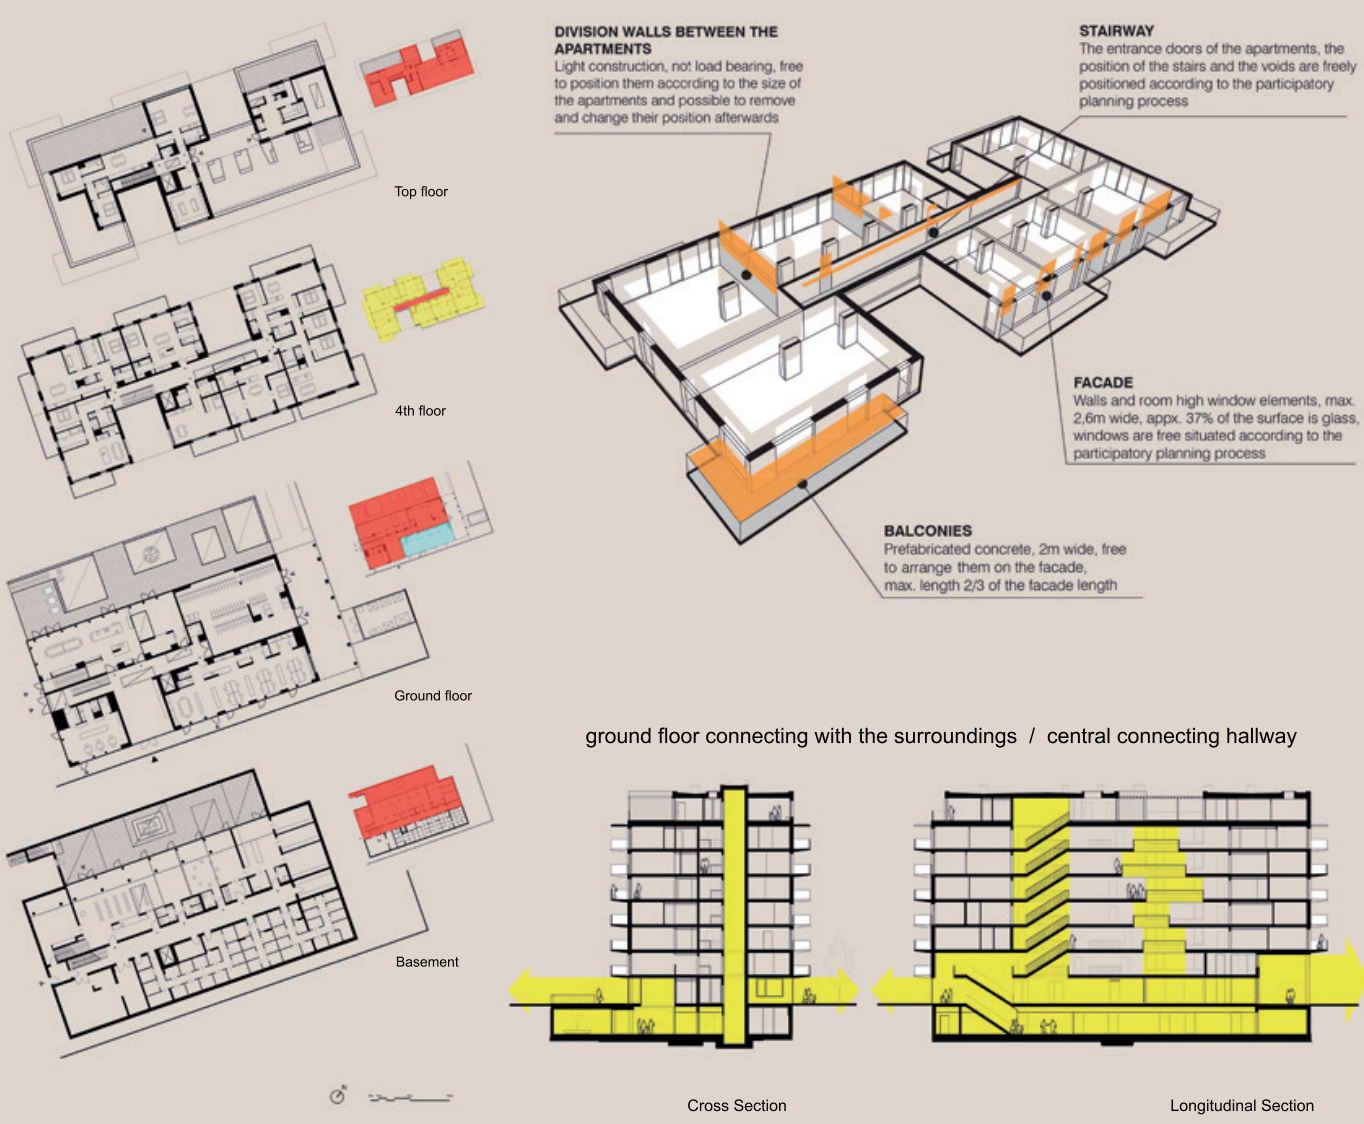 DIVISION WALLS BETWEEN THE
APARTMENTS
Light construction, not load bearing, free
to position them according to the size of
the apartments and possible to remove
and change their position afterwards
STAIRWAY
The entrance doors of the apartments, the
position of the stairs and the voids are freely
positioned according to the participatory
planning process
Top floor
4th floor
FACADE
Walls and room high window elements, max.
2,6m wide, appx. 37% of the surface is glass,
windows are free situated according to the
participatory planning process
BALCONIES
Prefabricated concrete, 2m wide, free
to arrange them on the facade,
max. length 2/3 of the facade length
Ground floor
ground floor connecting with the surroundings / central connecting hallway
Basement
N
Cross Section
Longitudinal Section